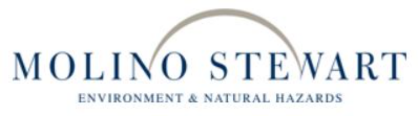 MOLINO STEWART
ENVIRONMENT & NATURAL HAZARDS